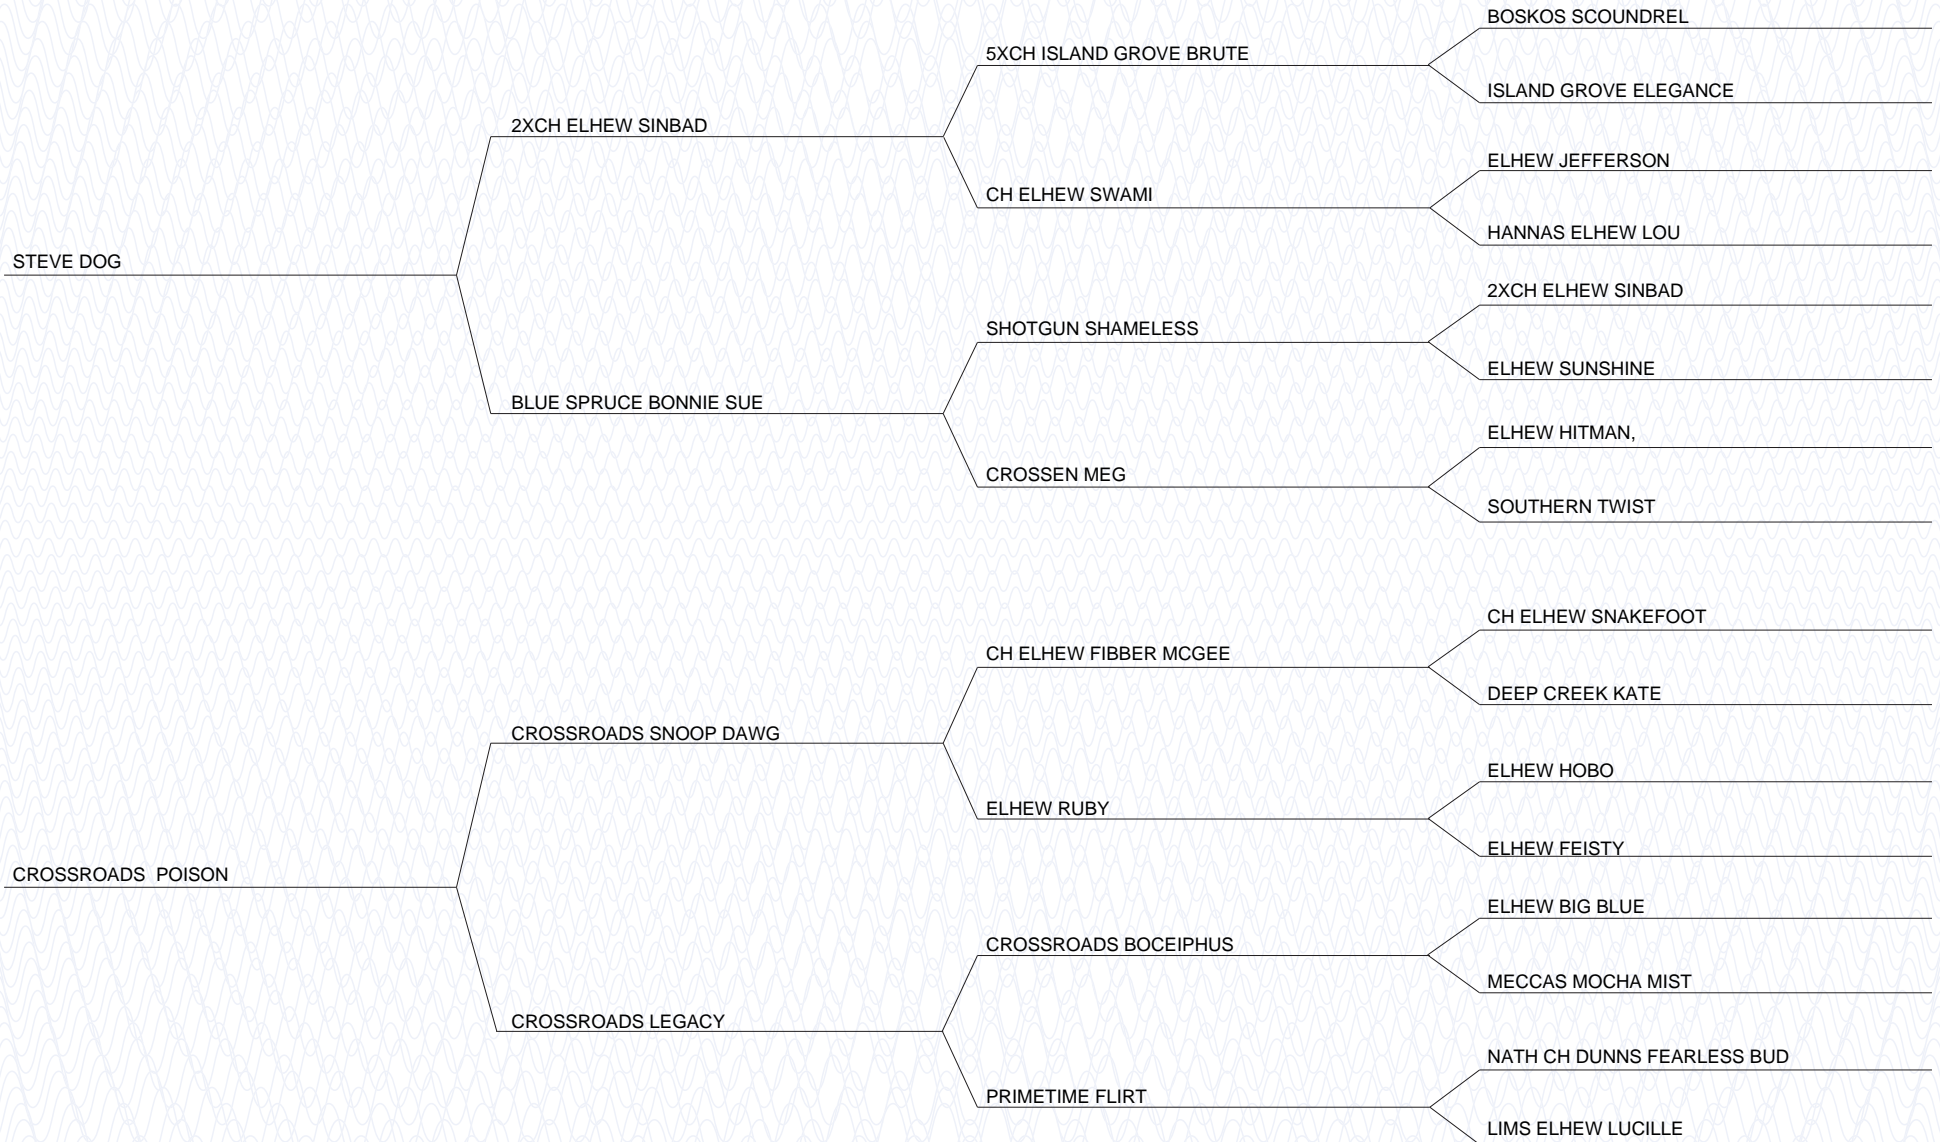 BOSKOS SCOUNDREL
5XCH ISLAND GROVE BRUTE
ISLAND GROVE ELEGANCE
2XCH ELHEW SINBAD
ELHEW JEFFERSON
CH ELHEW SWAMI
HANNAS ELHEW LOU
STEVE DOG
2XCH ELHEW SINBAD
SHOTGUN SHAMELESS
ELHEW SUNSHINE
BLUE SPRUCE BONNIE SUE
ELHEW HITMAN,
CROSSEN MEG
SOUTHERN TWIST
CH ELHEW SNAKEFOOT
CH ELHEW FIBBER MCGEE
DEEP CREEK KATE
CROSSROADS SNOOP DAWG
ELHEW HOBO
ELHEW RUBY
ELHEW FEISTY
CROSSROADS  POISON
ELHEW BIG BLUE
CROSSROADS BOCEIPHUS
MECCAS MOCHA MIST
CROSSROADS LEGACY
NATH CH DUNNS FEARLESS BUD
PRIMETIME FLIRT
LIMS ELHEW LUCILLE